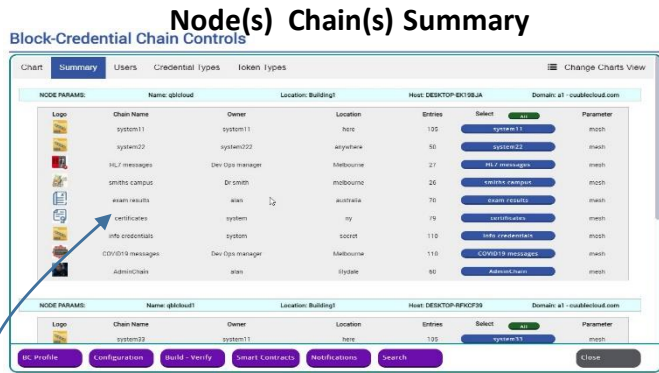 Node(s) Chain(s) Summary
Block-Credential Chain Controls
Chart Summary Users Credential Types Token Types Change Charts View
NODE PARAMS: Name: qblcloud Location: Building1 Host: DESKTOP-EK19BJA Domain: a1 - cuublecloud.com
Logo Chain Name Owner Location Entries Select all Parameter
system11 system11 here 105 system11 mesh
system22 system222 Anywhere 50 system22 mesh
HL7 messages Dev Ops manager Melbourne 27 HL7 messages mesh
smiths campus Dr smith melbourne 26 smiths campus mesh
exam results alan australia 70 exam results mesh
certificates system ny 79 certificates mesh
info credentials system secret 110 info credentials mesh
COVID19 messages Dev Ops manager Melbourne 110 COVID19 messages mesh
AdminChain alan lilydale 60 AdminChain mesh
NODE PARAMS: Name: qblcloud1 Location: Building1 Host: DESKTOP-RFKCF39 Domain: a1 - cuublecloud.com
Logo Chain Name Owner Location Entries Select all Parameter
system33 system11 here 105 system33 mesh
BC Profile Configuration Build - Verify Smart Contracts Notifications Search Close